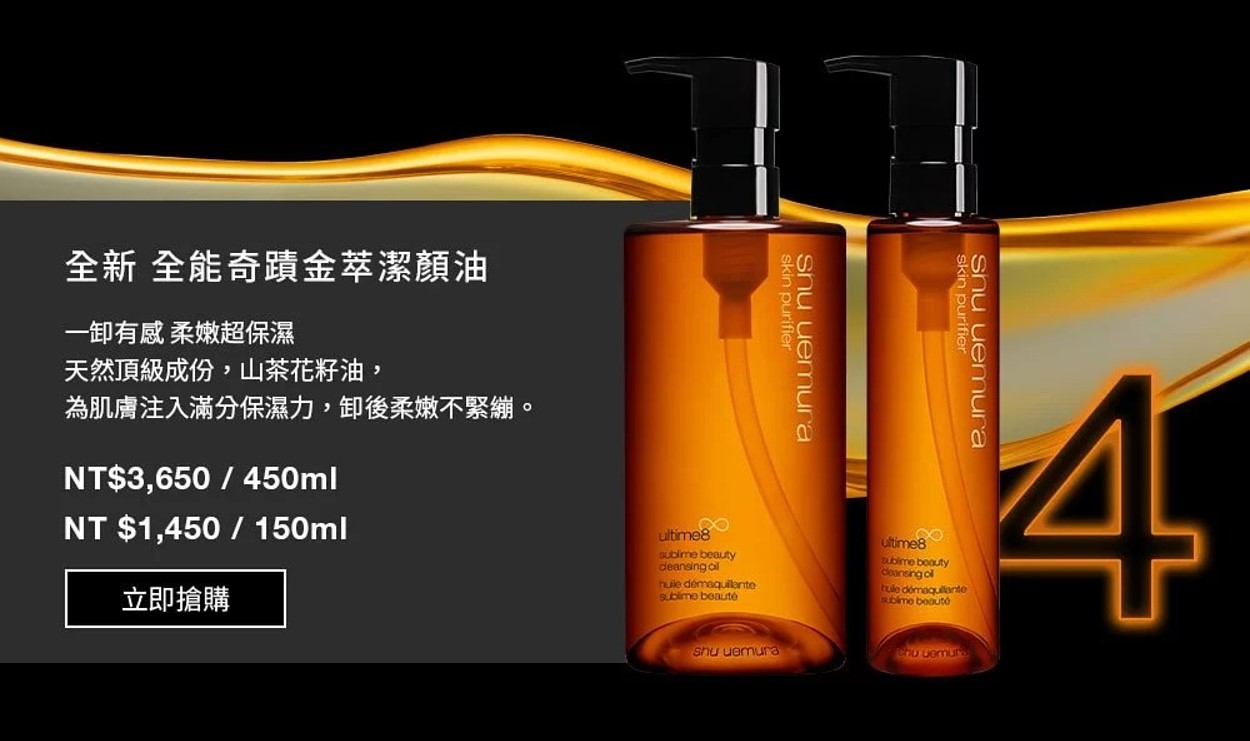 全新 全能奇蹟金萃潔顏油
一卸有感 柔嫩超保濕
天然頂級成份，山茶花籽油，
為肌膚注入滿分保濕力，卸後柔嫩不緊繃。
NT$3,650 / 450ml
NT $1,450 / 150ml
立即搶購
shu uemura
skin purifier
ultime8
sublime beauty
cleansing oil
huile démaquillante
sublime beauté
shu uemura
shu uemura
skin purifier
ultime8
sublime beauty
cleansing oil
huile démaquillante
sublime beauté
shu uemura
4